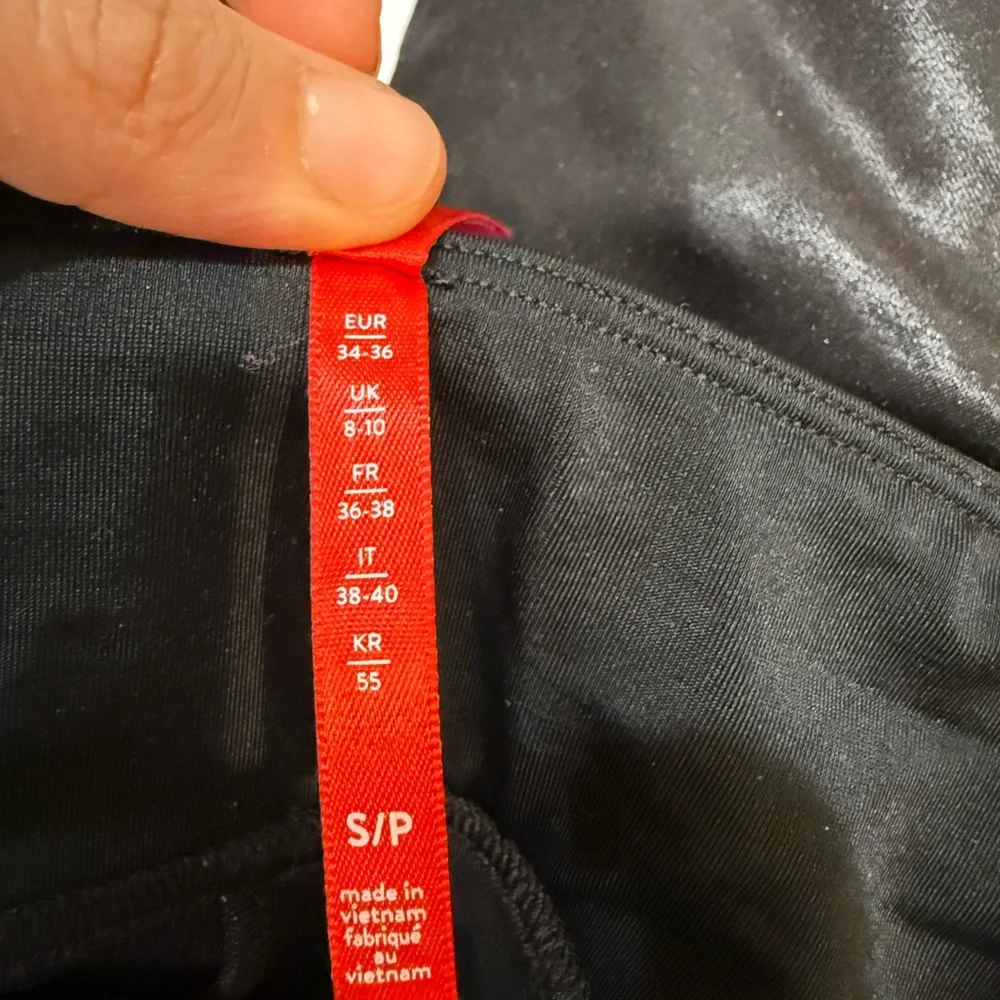 EUR
34-36
UK
8-10
FR
36-38
IT
38-40
KR
55
S/P
made in
vietnam
fabriqué
au
vietnam